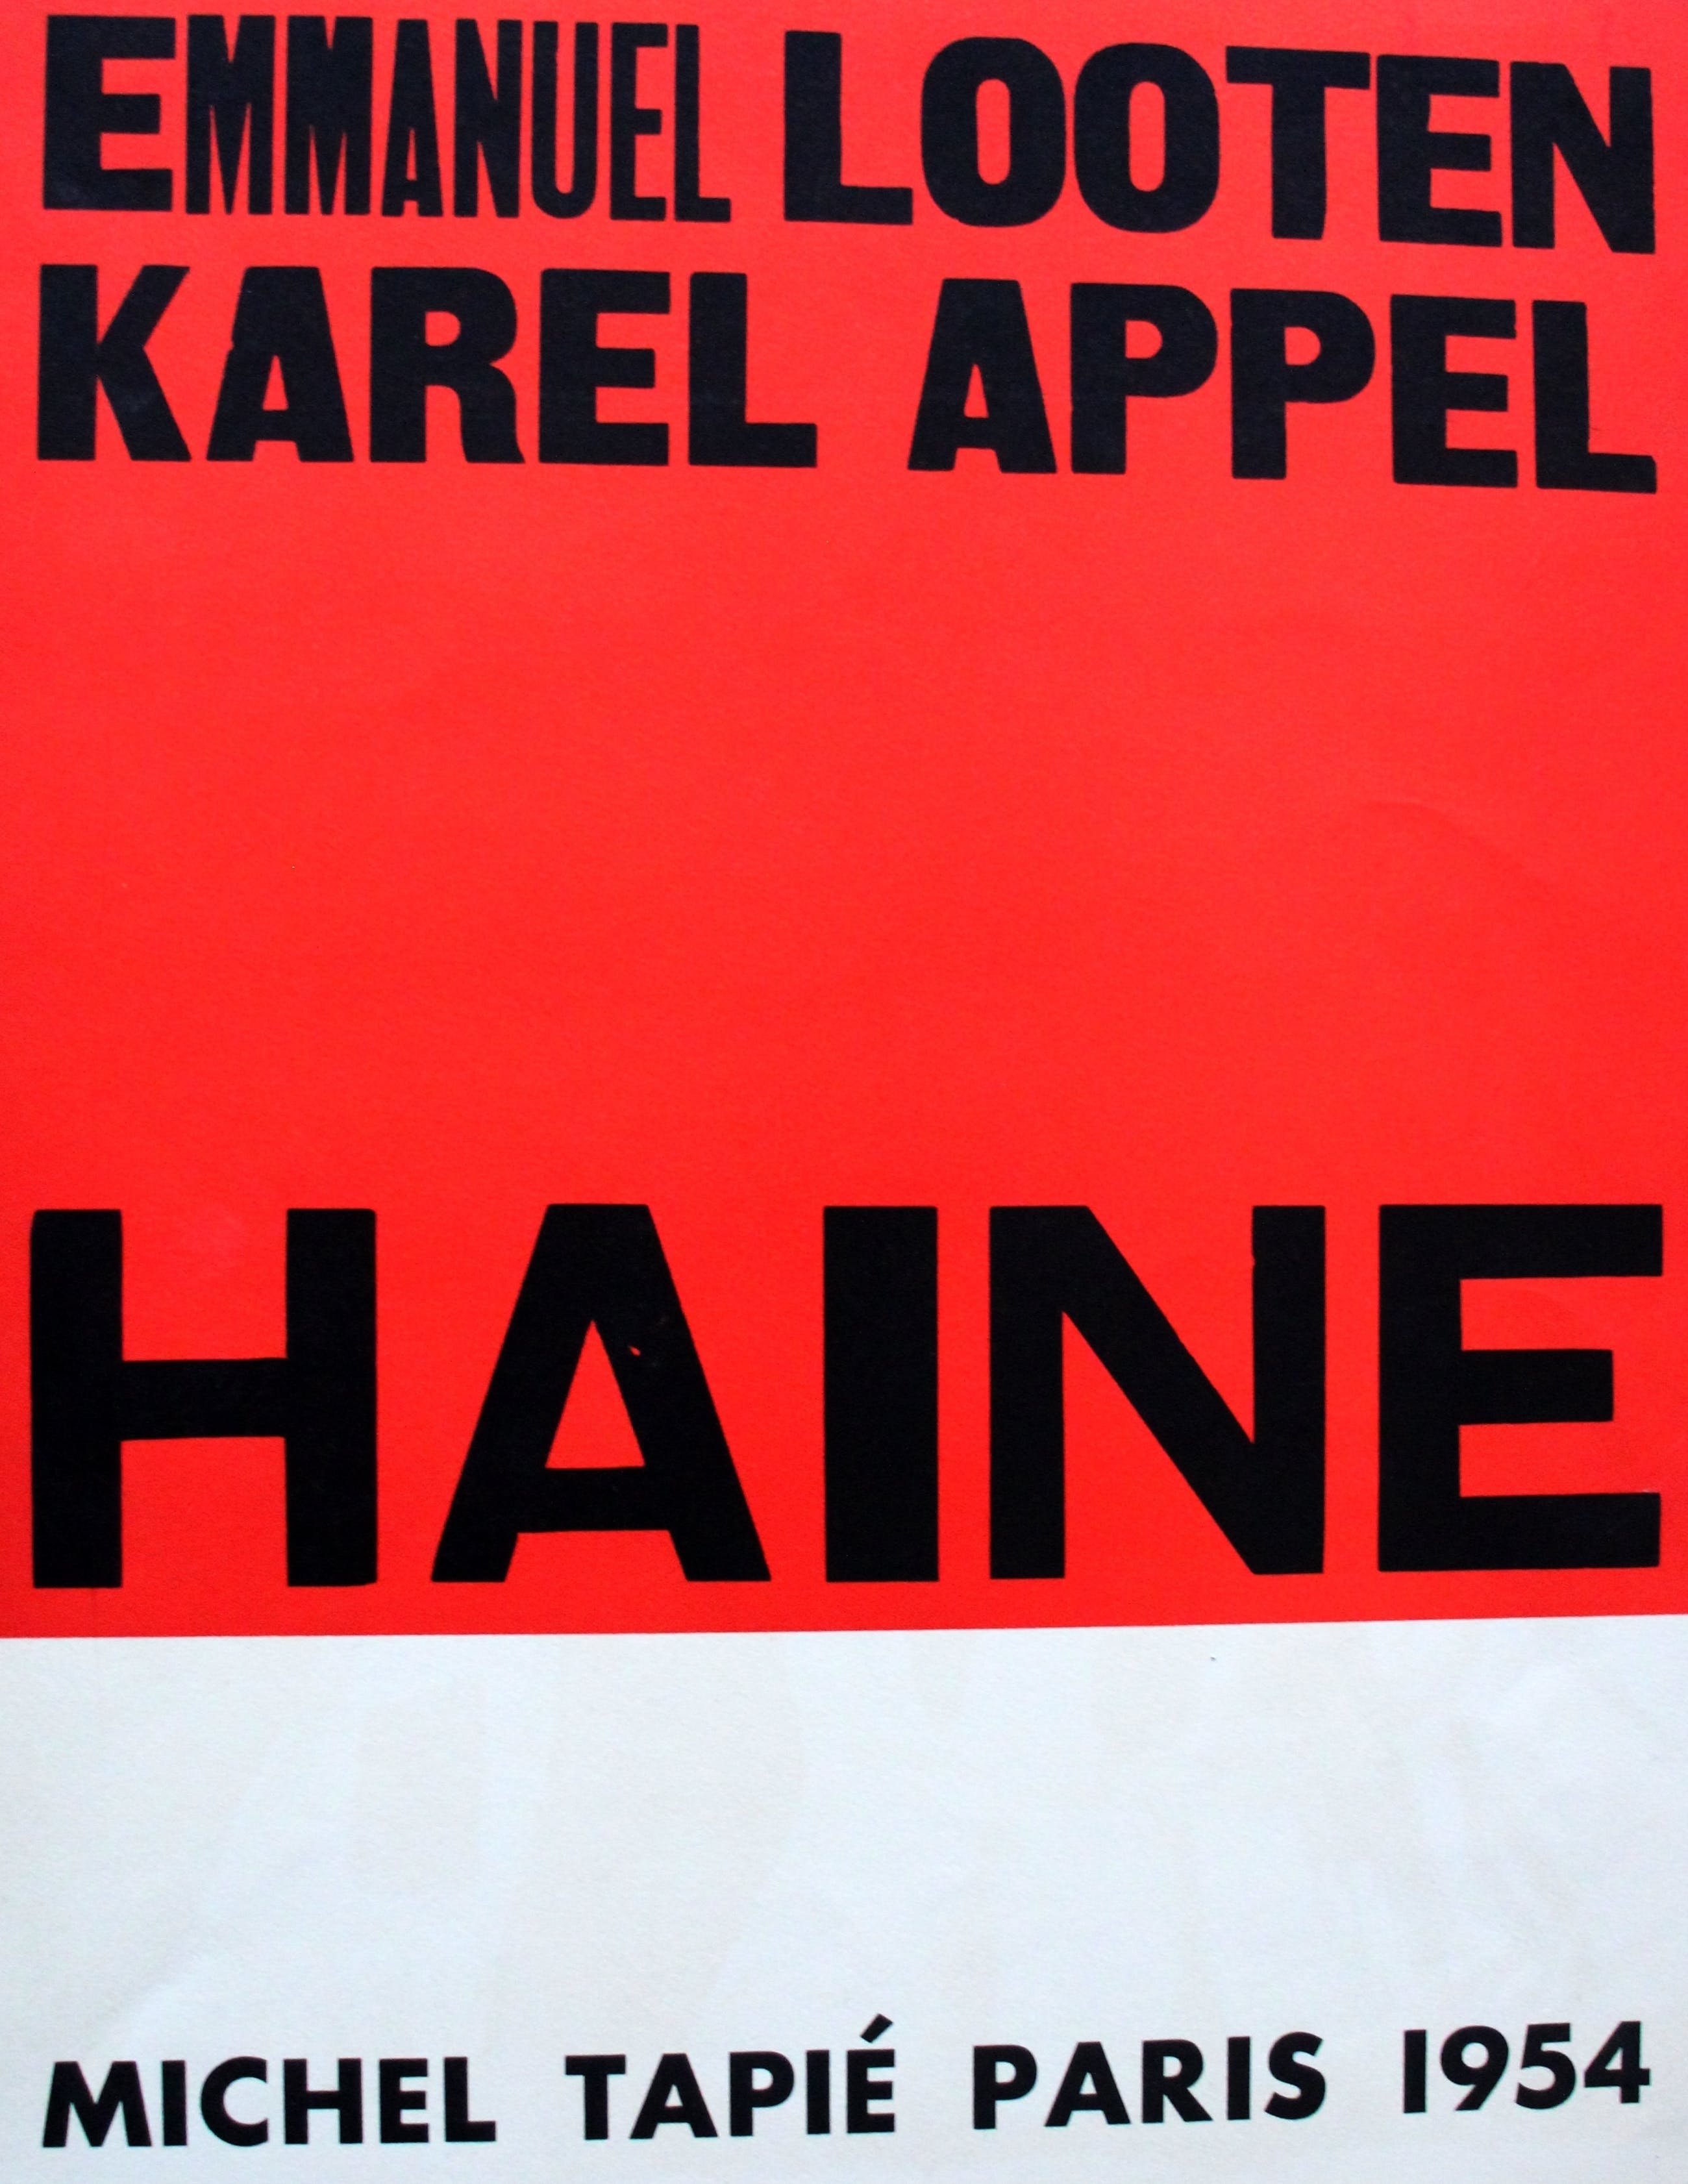 EMMANUEL LOOTEN
KAREL APPEL
HAINE
MICHEL TAPIÉ PARIS 1954